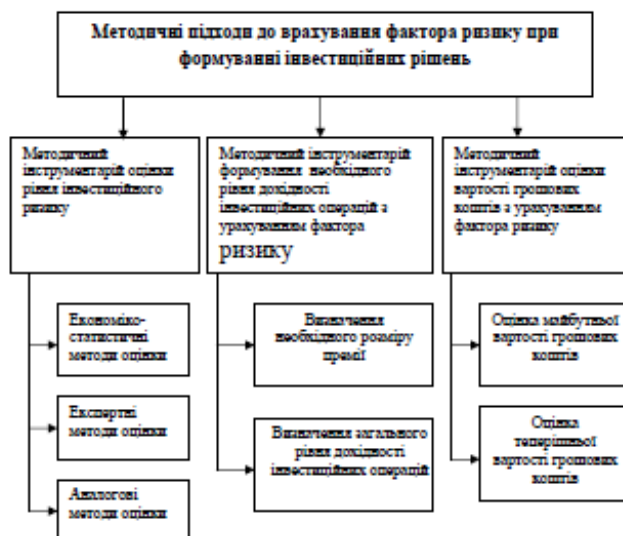 Методичні підходи до врахування фактора ризику при
формуванні інвестиційних рішень
Методичний
інструментарій оцінки
рівня інвестиційного
ризику
Методичний інструментарій
формування необхідного
рівня дохідності
інвестиційних операцій з
урахуванням фактора
ризику
Методичний
інструментарій оцінки
вартості грошових
коштів з урахуванням
фактора ризику
Економіко-
статистичні
методи оцінки
Експертні
методи оцінки
Аналогові
методи оцінки
Визначення
необхідного розміру
премії
Визначення загального
рівня дохідності
інвестиційних операцій
Оцінка майбутньої
вартості грошових
коштів
Оцінка
теперішньої
вартості грошових
коштів